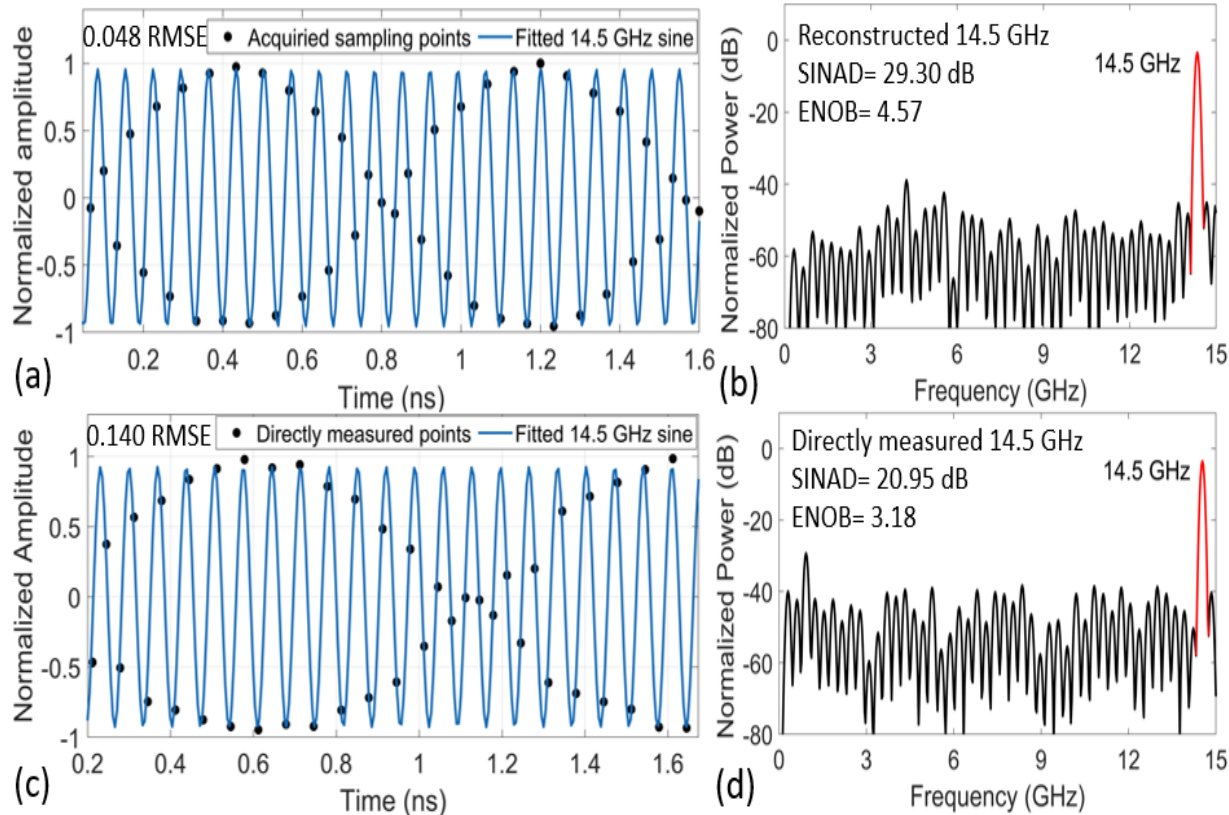 0.048 RMSE
Acquiried sampling points
Fitted 14.5 GHz sine
Normalized amplitude
1
0.5
0
-0.5
-1
0.2 0.4 0.6 0.8 1 1.2 1.4 1.6
Time (ns)
(a)
Reconstructed 14.5 GHz
SINAD= 29.30 dB
ENOB= 4.57
14.5 GHz
Normalized Power (dB)
0
-20
-40
-60
-80
0 3 6 9 12 15
Frequency (GHz)
(b)
0.140 RMSE
Directly measured points
Fitted 14.5 GHz sine
Normalized Amplitude
1
0.5
0
-0.5
-1
0.2 0.4 0.6 0.8 1 1.2 1.4 1.6
Time (ns)
(c)
Directly measured 14.5 GHz
SINAD= 20.95 dB
ENOB= 3.18
14.5 GHz
Normalized Power (dB)
0
-20
-40
-60
-80
0 3 6 9 12 15
Frequency (GHz)
(d)